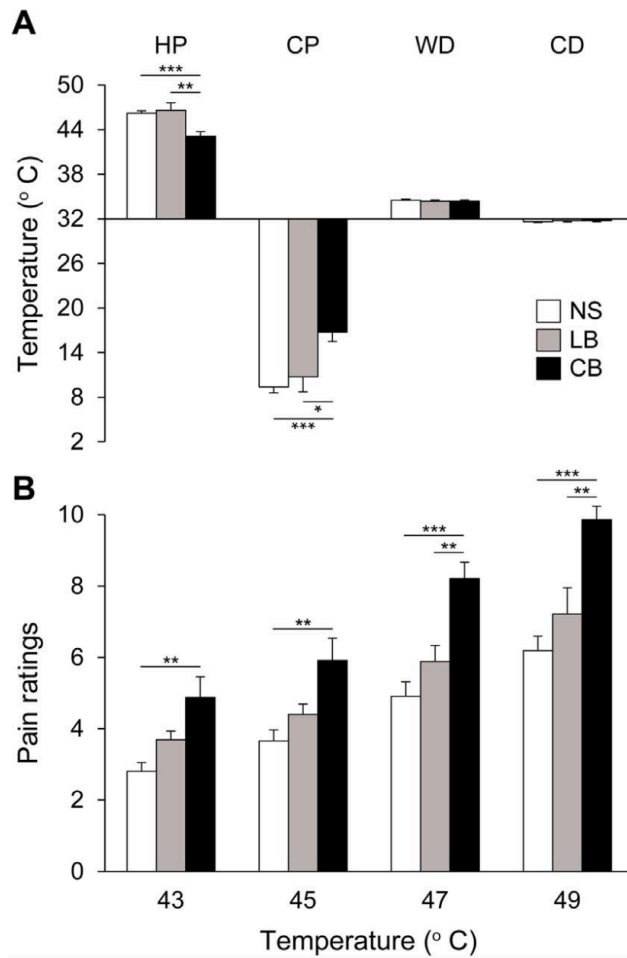 A
HP CP WD CD
*** 
**
50
44
38
32
26
20
14
8
2
Temperature (° C)
*
***
NS
LB
CB
B
***
**
***
**
**
**
10
8
6
4
2
0
Pain ratings
43 45 47 49
Temperature (° C)